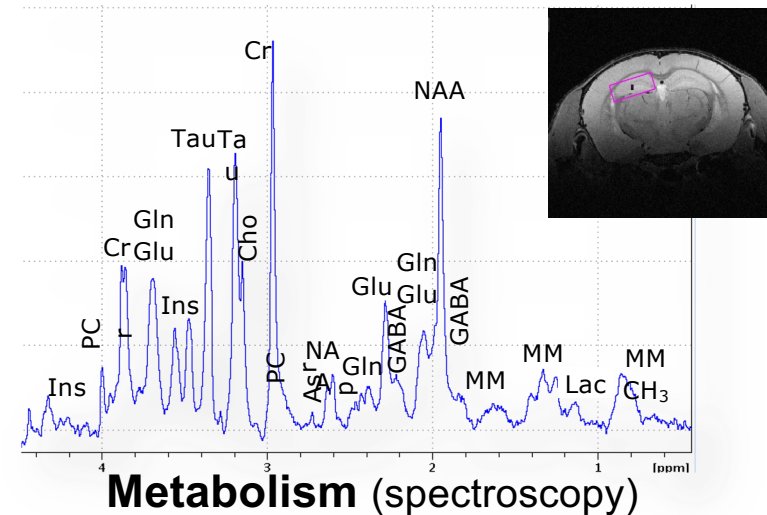 Cr
NAA
TauTa
u
Gln
Glu
Cho
Cr
Gln
Glu
Ins
Glu
GABA
GABA
PC
r
NA
A
Gln
MM
MM
CH₃
PC
Asr
p
MM
Lac
Ins
4
3
2
1
[ppm]
Metabolism (spectroscopy)